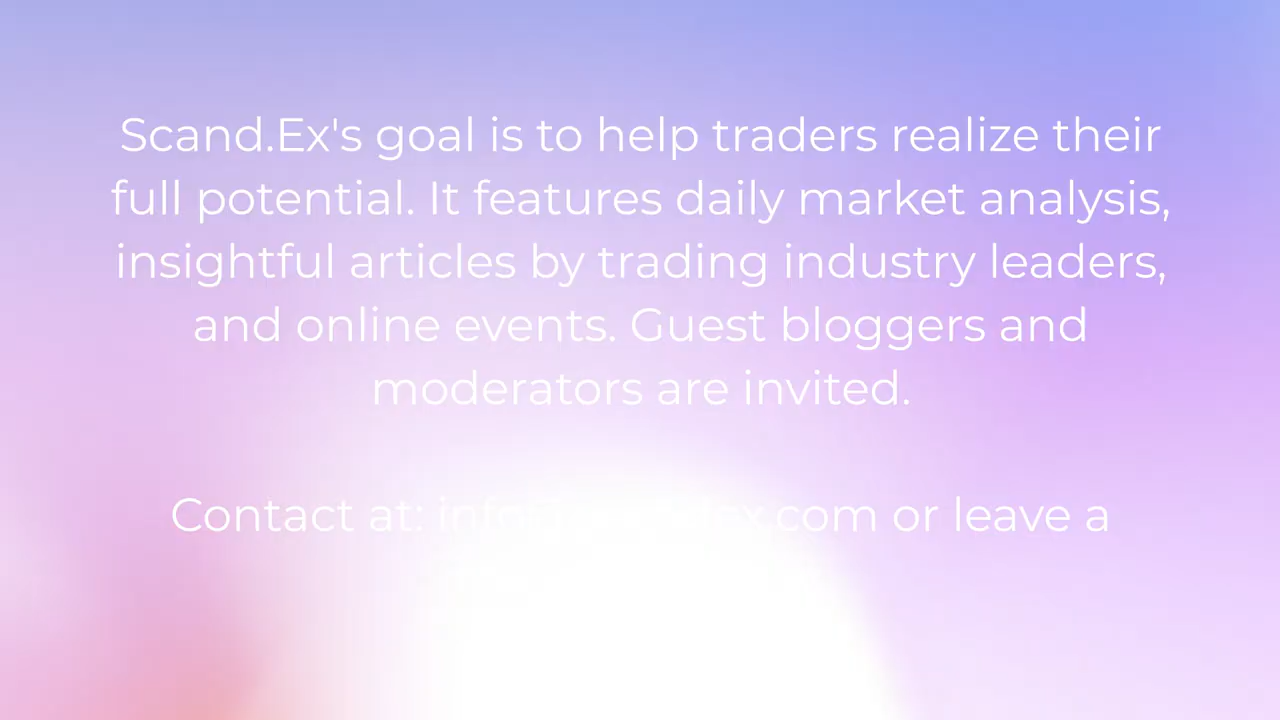 Scand.Ex's goal is to help traders realize their
full potential. It features daily market analysis,
insightful articles by trading industry leaders,
and online events. Guest bloggers and
moderators are invited.
Contact at: or leave a